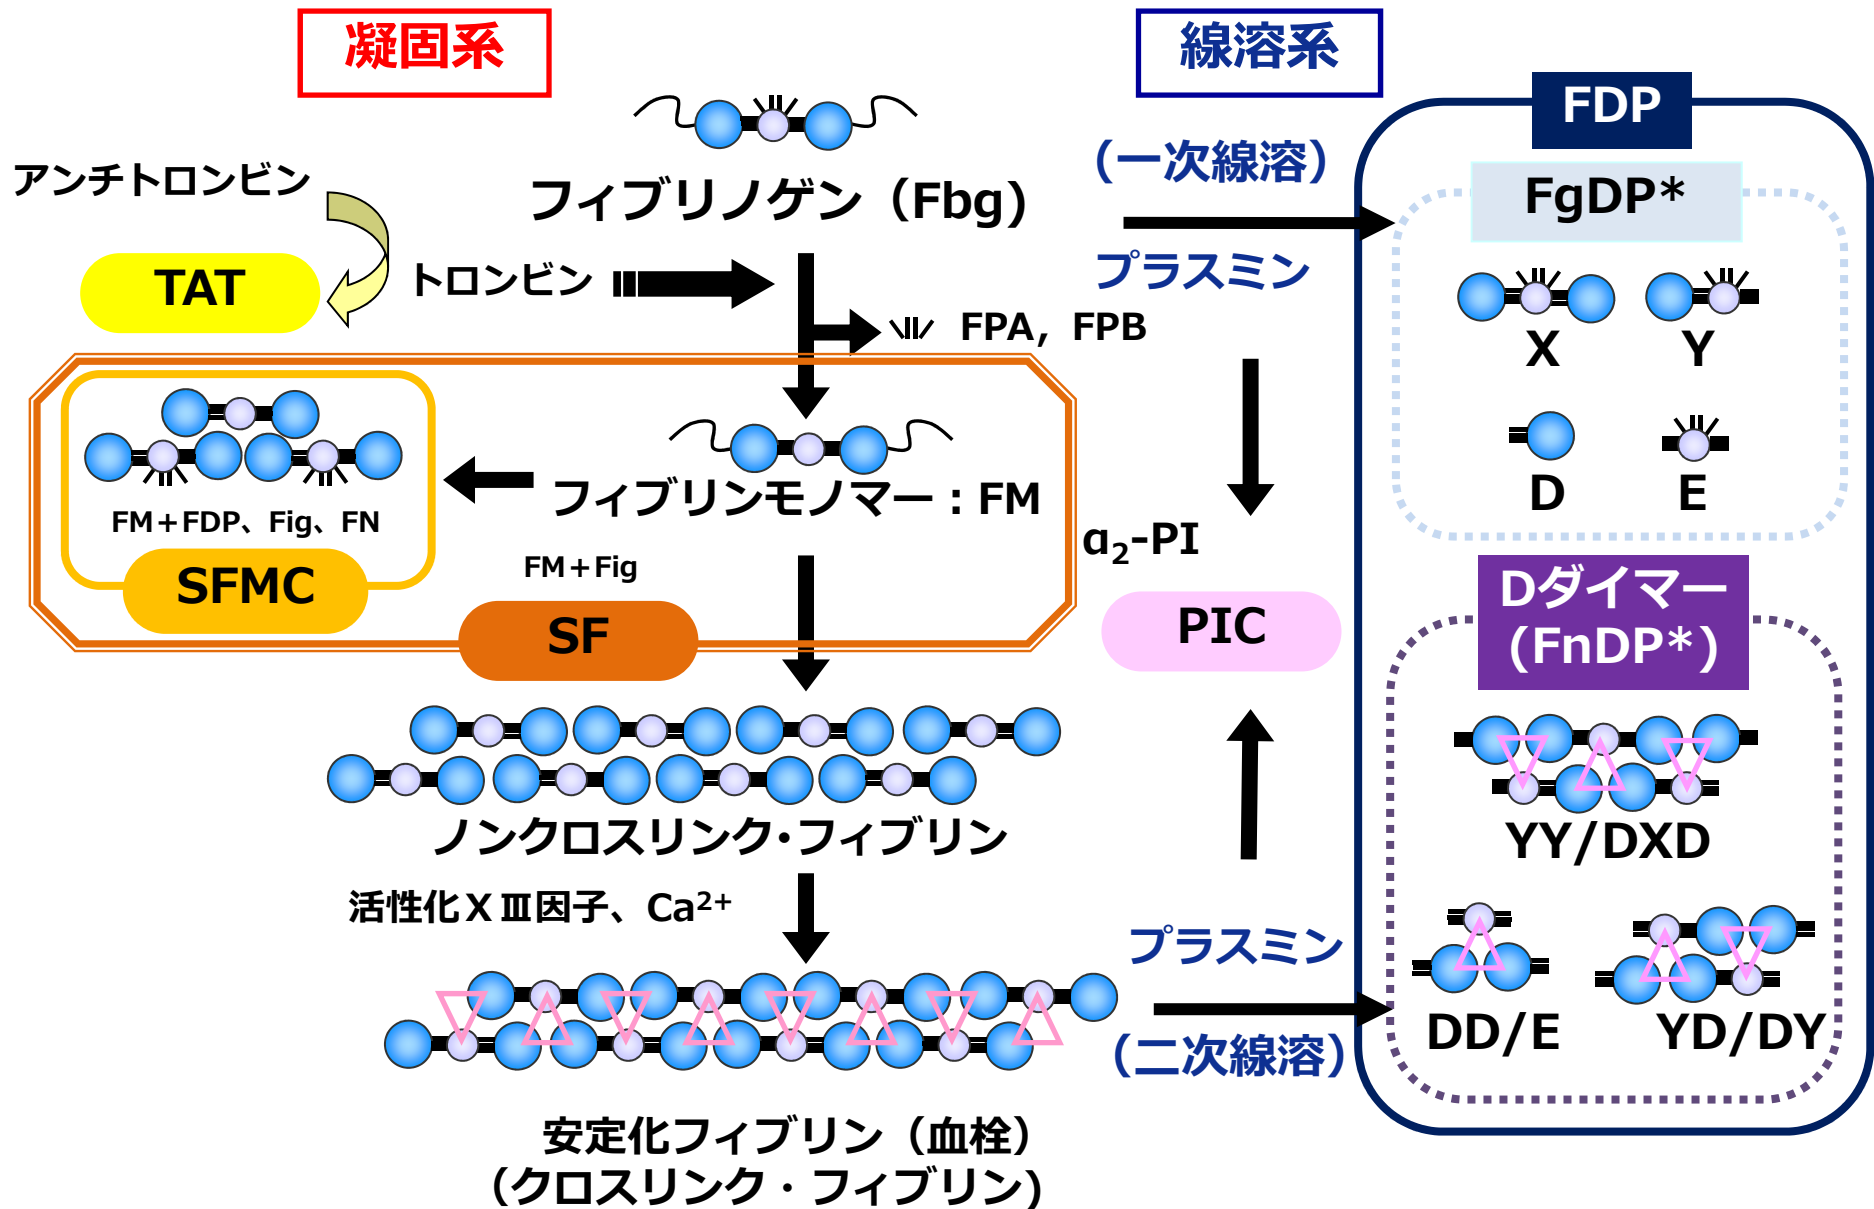 凝固系
線溶系
FDP
アンチトロンビン
フィブリノゲン（Fbg)
（一次線溶）
FgDP*
TAT
トロンビン
プラスミン
FPA，FPB
X
Y
フィブリンモノマー：FM
D
E
FM＋FDP、Fig、FN
SFMC
FM＋Fig
SF
α₂-PI
PIC
Dダイマー
（FnDP*）
ノンクロスリンク・フィブリン
YY/DXD
活性化ⅩⅢ因子、Ca²⁺
プラスミン
（二次線溶）
DD/E
YD/DY
安定化フィブリン（血栓）
（クロスリンク・フィブリン)